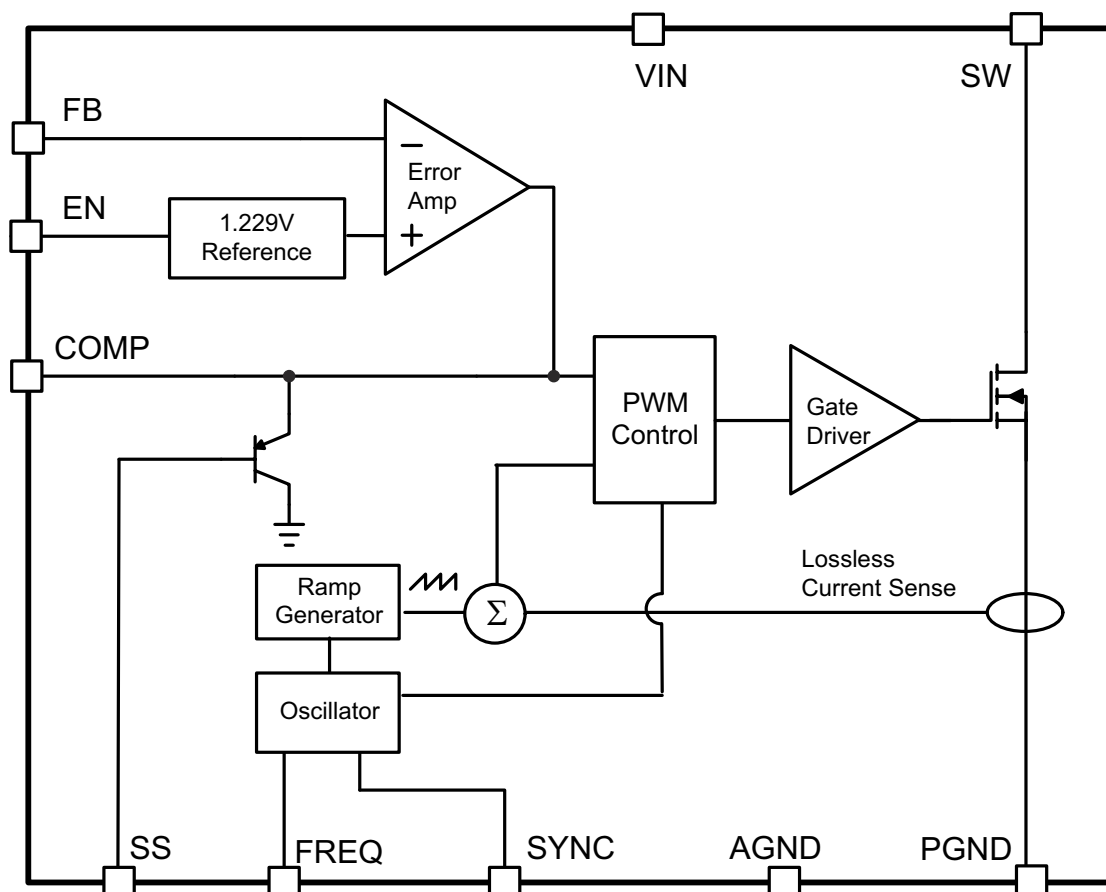 VIN
SW
FB
−
Error
Amp
EN
1.229V
Reference
+
COMP
PWM
Control
Gate
Driver
Lossless
Current Sense
Ramp
Generator
Σ
Oscillator
SS
FREQ
SYNC
AGND
PGND